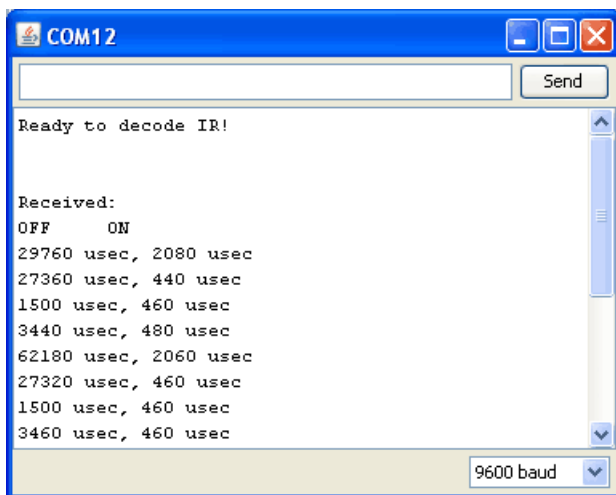 COM12
Send
Ready to decode IR!
Received:
OFF ON
29760 usec, 2080 usec
27360 usec, 440 usec
1500 usec, 460 usec
3440 usec, 480 usec
62180 usec, 2060 usec
27320 usec, 460 usec
1500 usec, 460 usec
3460 usec, 460 usec
9600 baud